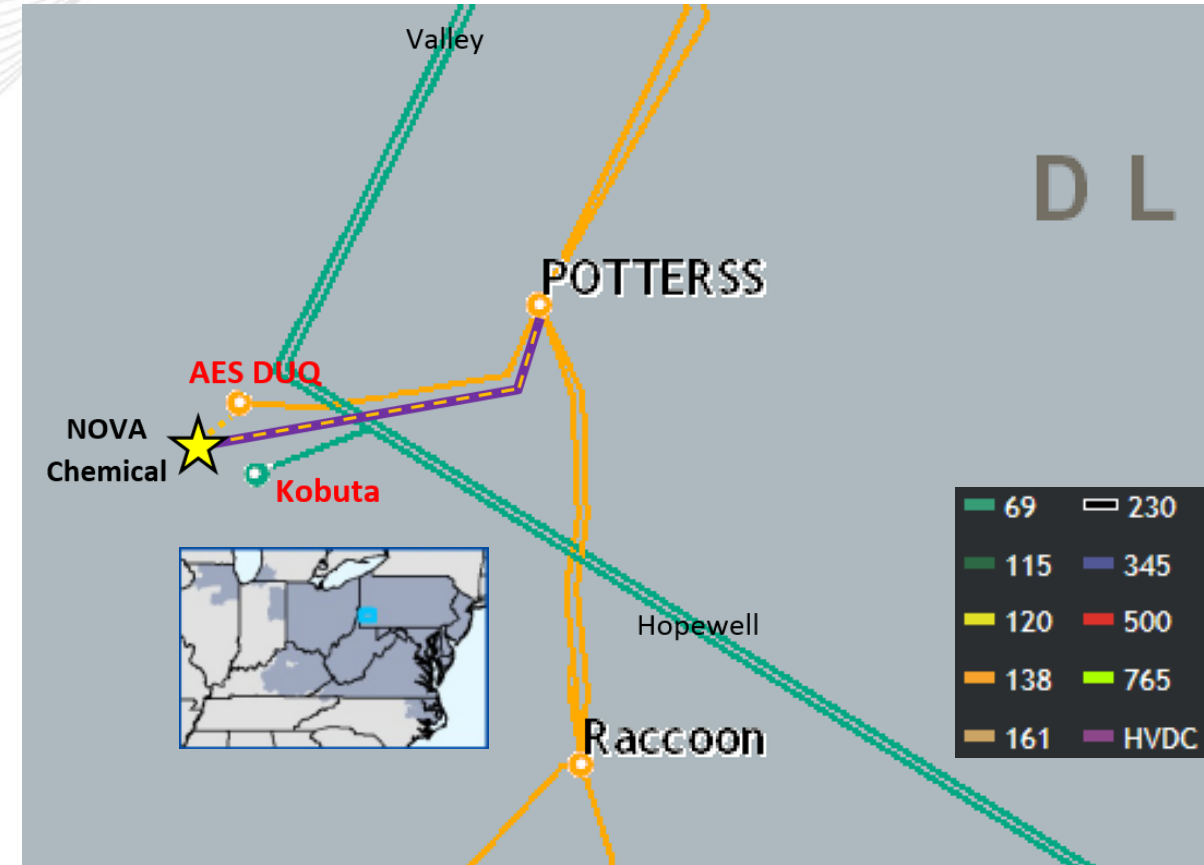 Valley
D L
POTTERSS
AES DUQ
NOVA
Chemical
Kobuta
69 230
115 345
120 500
138 765
161 HVDC
Hopewell
Raccoon